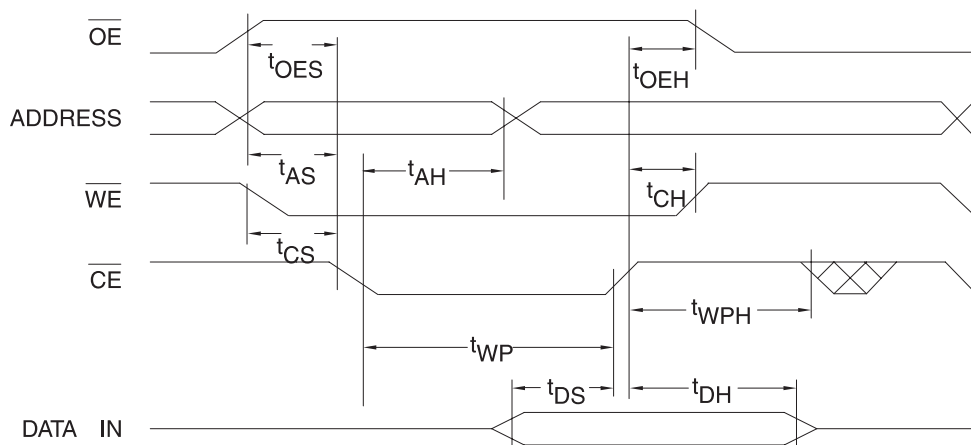 OE
tOES
tOEH
ADDRESS
tAS
tAH
WE
tCH
tCS
CE
tWPH
tWP
tDS
tDH
DATA IN